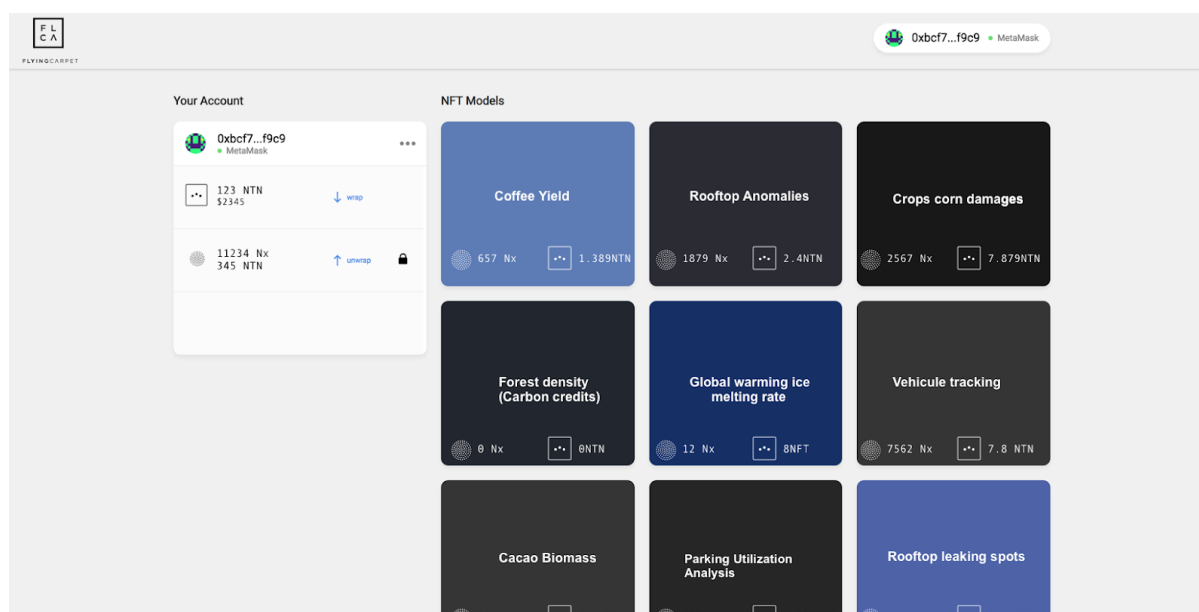 F L
C Λ
FLYINGCARPET
0xbcf7...f9c9 MetaMask
Your Account
0xbcf7...f9c9
MetaMask
123 NTN
$2345
wrap
11234 Nx
345 NTN
unwrap
NFT Models
Coffee Yield
657 Nx 1.389NTN
Rooftop Anomalies
1879 Nx 2.4NTN
Crops corn damages
2567 Nx 7.879NTN
Forest density
(Carbon credits)
0 Nx 0NTN
Global warming ice
melting rate
12 Nx 8NFT
Vehicule tracking
7562 Nx 7.8 NTN
Cacao Biomass
Parking Utilization
Analysis
Rooftop leaking spots